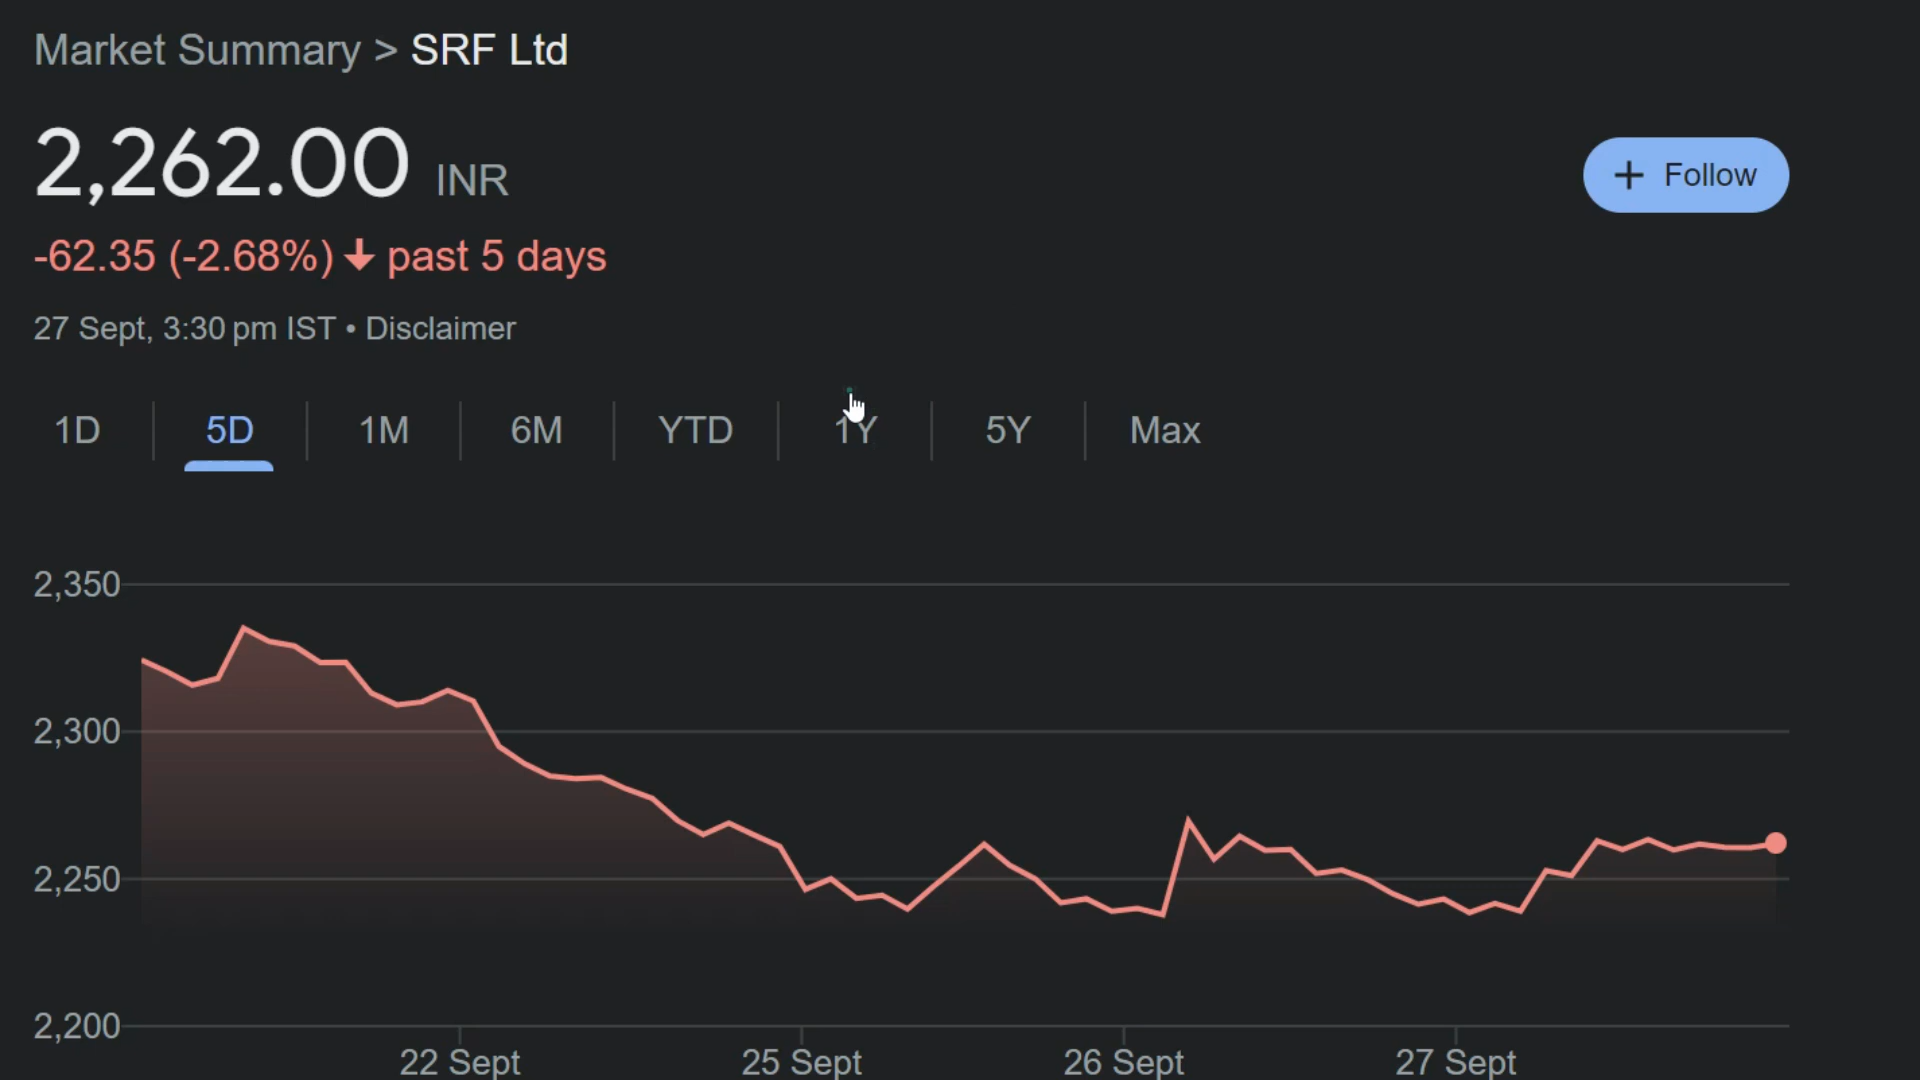 Market Summary > SRF Ltd
2,262.00 INR
+ Follow
-62.35 (-2.68%) ↓ past 5 days
27 Sept, 3:30 pm IST • Disclaimer
1D 5D 1M 6M YTD 1Y 5Y Max
2,350
2,300
2,250
2,200
22 Sept 25 Sept 26 Sept 27 Sept